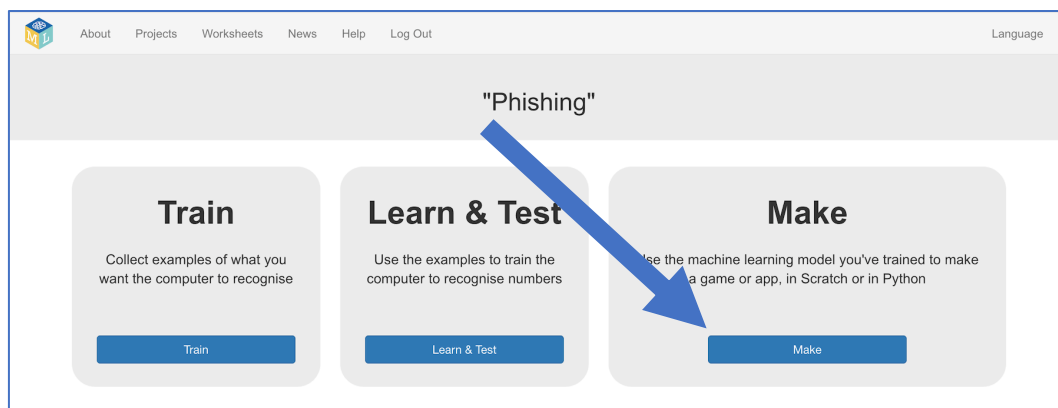 M L
About Projects Worksheets News Help Log Out Language
"Phishing"
Train
Collect examples of what you
want the computer to recognise
Train
Learn & Test
Use the examples to train the
computer to recognise numbers
Learn & Test
Make
se the machine learning model you've trained to make
a game or app, in Scratch or in Python
Make